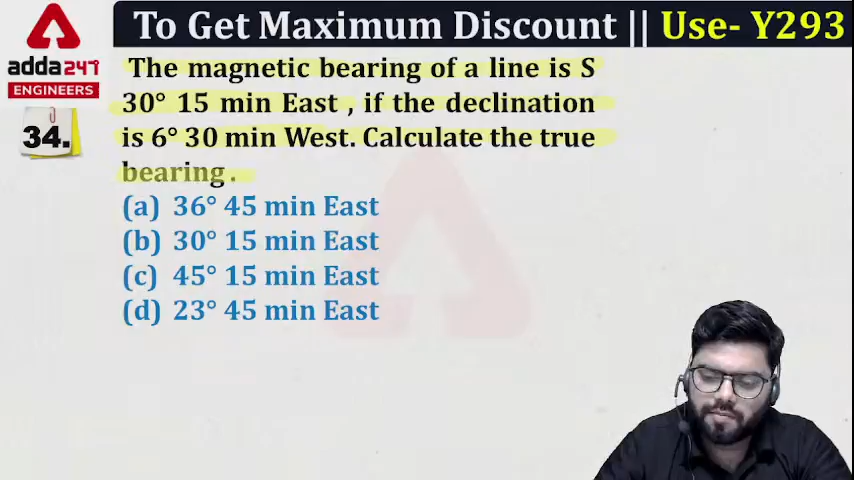 To Get Maximum Discount || Use- Y293
adda247
ENGINEERS
34.
The magnetic bearing of a line is S
30° 15 min East , if the declination
is 6° 30 min West. Calculate the true
bearing .
(a) 36° 45 min East
(b) 30° 15 min East
(c) 45° 15 min East
(d) 23° 45 min East